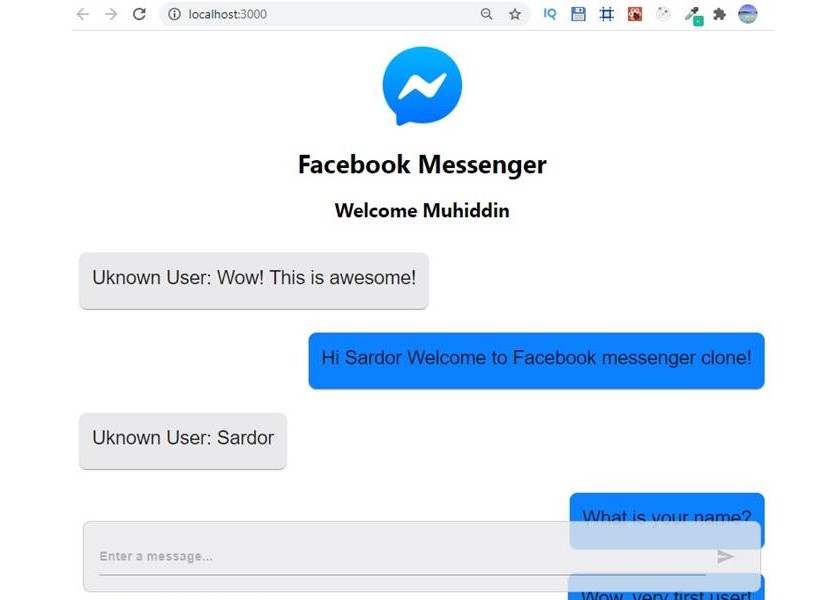 localhost:3000
IQ
Facebook Messenger
Welcome Muhiddin
Uknown User: Wow! This is awesome!
Hi Sardor Welcome to Facebook messenger clone!
Uknown User: Sardor
What is your name?
Enter a message...
Wow, very first user!